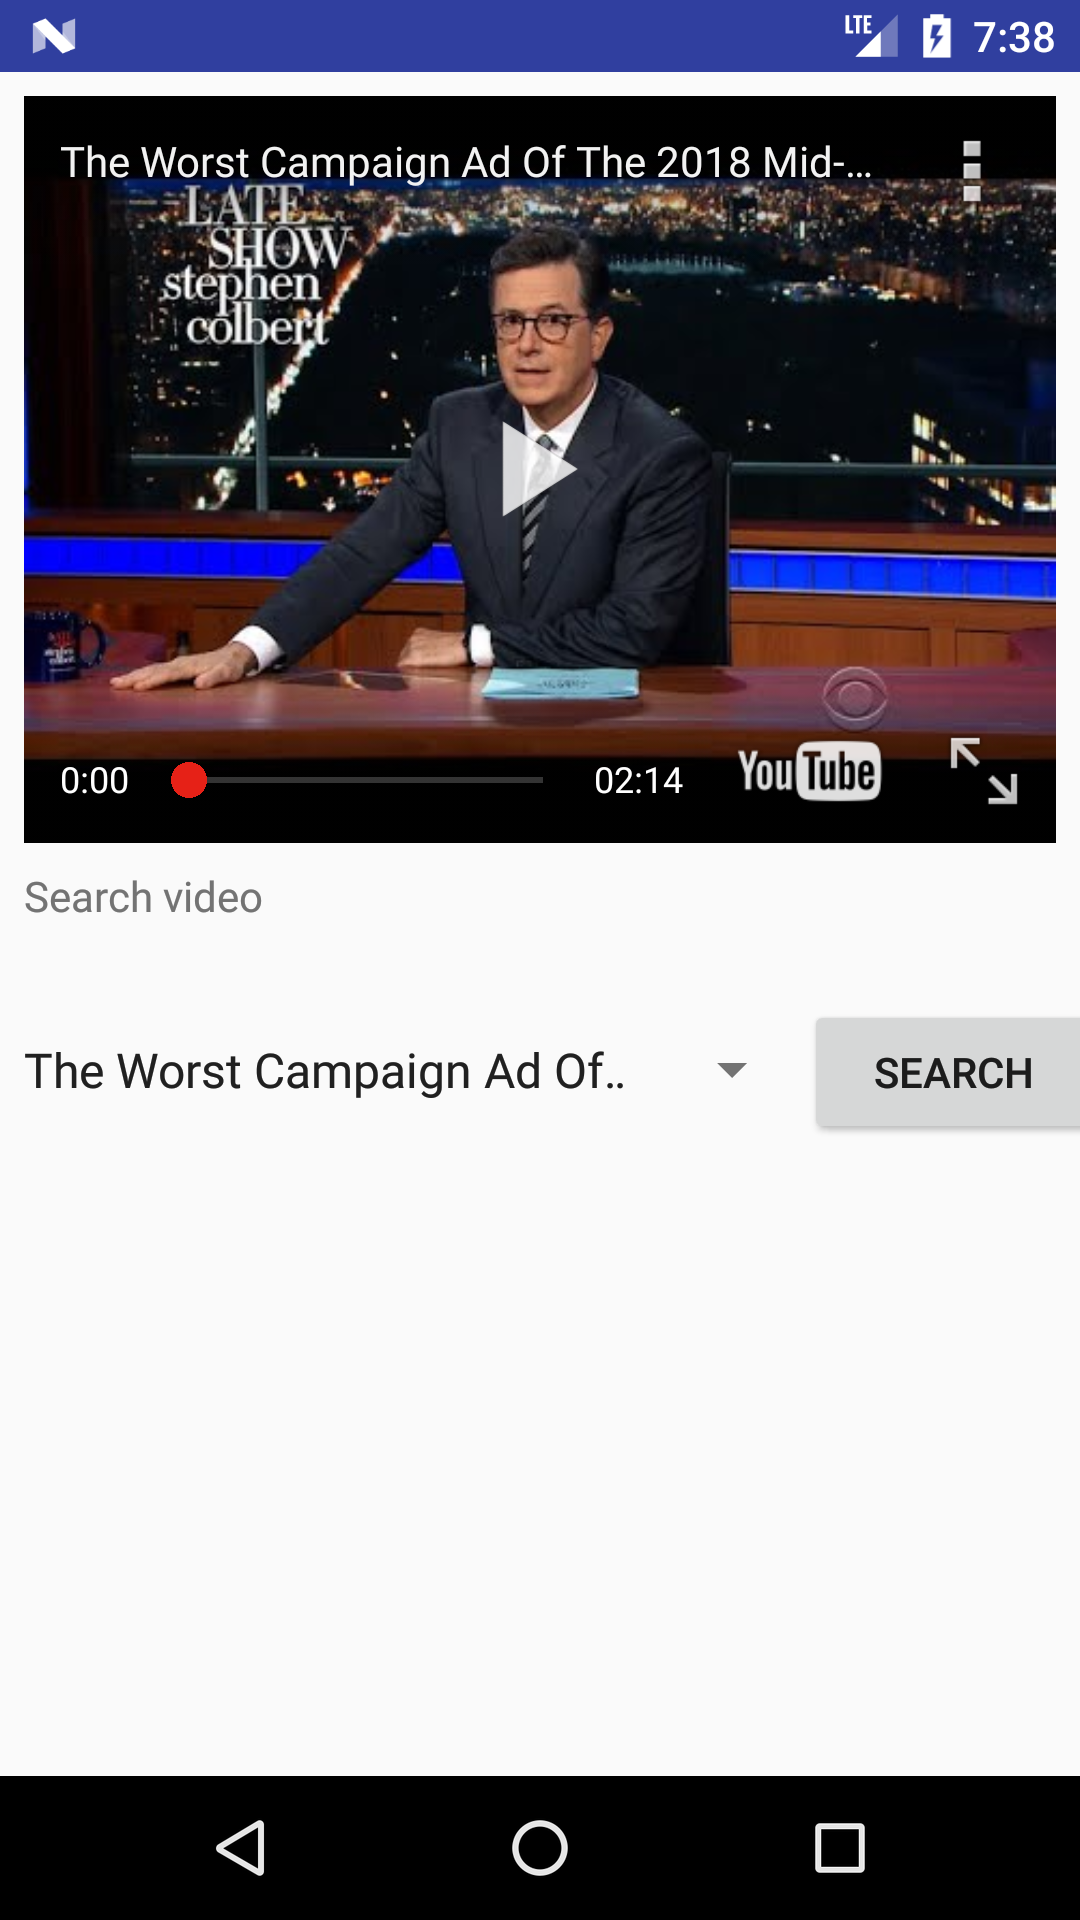 LTE 7:38
The Worst Campaign Ad Of The 2018 Mid-...
LATE
SHOW
stephen
colbert
0:00 02:14 YouTube
Search video
The Worst Campaign Ad Of.. SEARCH